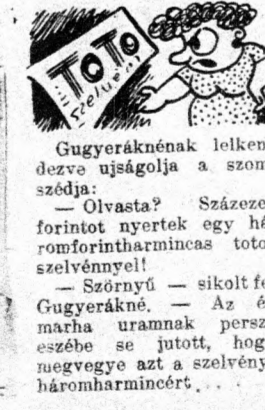 TOTO
Szelvény
Gugyeráknénak lelken
dezve ujságolja a szom
szédja:
— Olvasta? Százeze
forintot nyertek egy há
romforintharmincas toto
szelvénnyel!
— Szörnyű — sikolt fe
Gugyerákné. — Az é
marha uramnak persz
eszébe se jutott, hog
megvegye azt a szelvény
háromharmincért . . .